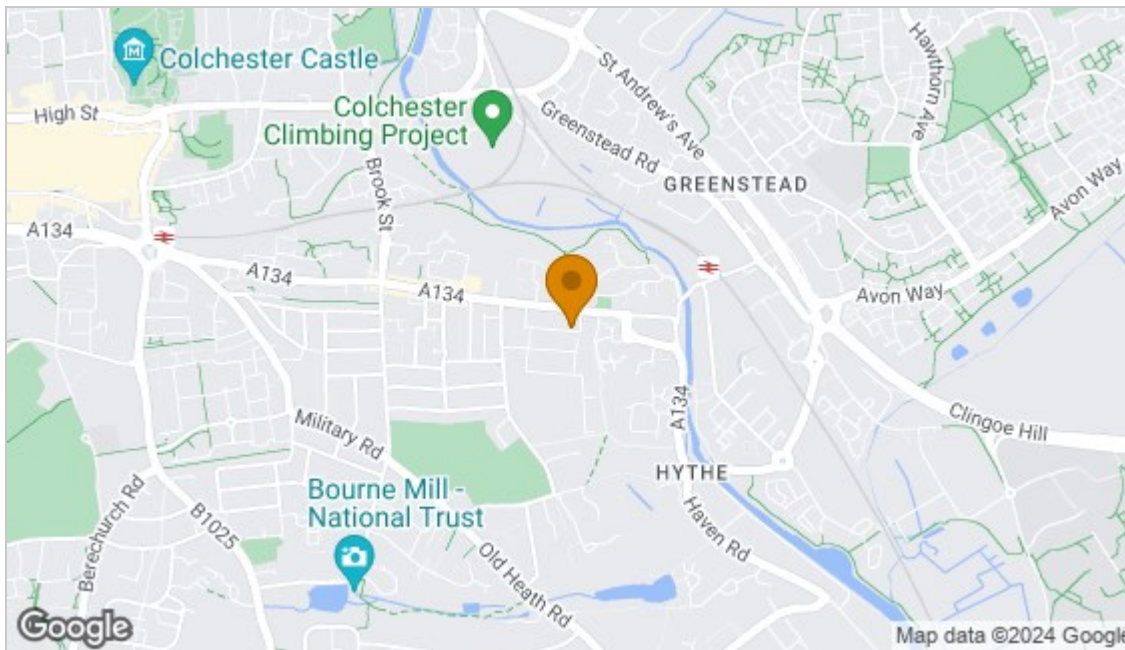 Colchester Castle
High St
Colchester
Climbing Project
St Andrew's Ave
Greenstead Rd
Hawthorn Ave
GREENSTEAD
Brook St
Avon Way
A134
A134
A134
Avon Way
A134
Military Rd
Clingoe Hill
HYTHE
Bourne Mill -
National Trust
Berechurch Rd
B1025
Old Heath Rd
Haven Rd
Google
Map data ©2024 Google